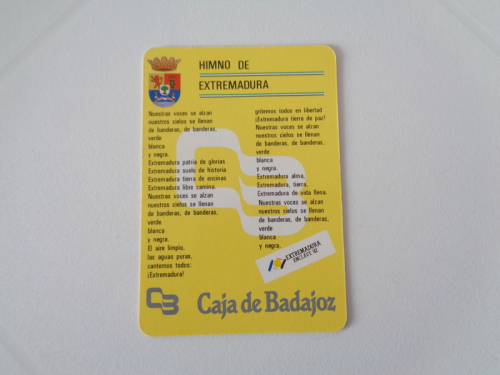 HIMNO DE
EXTREMADURA
Nuestras voces se alzan
nuestros cielos se llenan
de banderas, de banderas,
verde
blanca
y negra.
Extremadura patria de glorias
Extremadura suelo de historia
Extremadura tierra de encinas
Extremadura libre camina.
Nuestras voces se alzan
nuestros cielos se llenan
de banderas, de banderas,
verde
blanca
y negra.
El aire limpio,
las aguas puras,
cantemos todos:
¡Extremadura!
gritemos todos en libertad
¡Extremadura tierra de paz!
Nuestras voces se alzan
nuestros cielos se llenan
de banderas, de banderas,
verde
blanca
y negra.
Extremadura alma,
Extremadura, tierra,
Extremadura de vida llena.
Nuestras voces se alzan
nuestros cielos se llenan
de banderas, de banderas,
verde
blanca
y negra.
EXTREMADURA
ENCLAVE 92
CB Caja de Badajoz